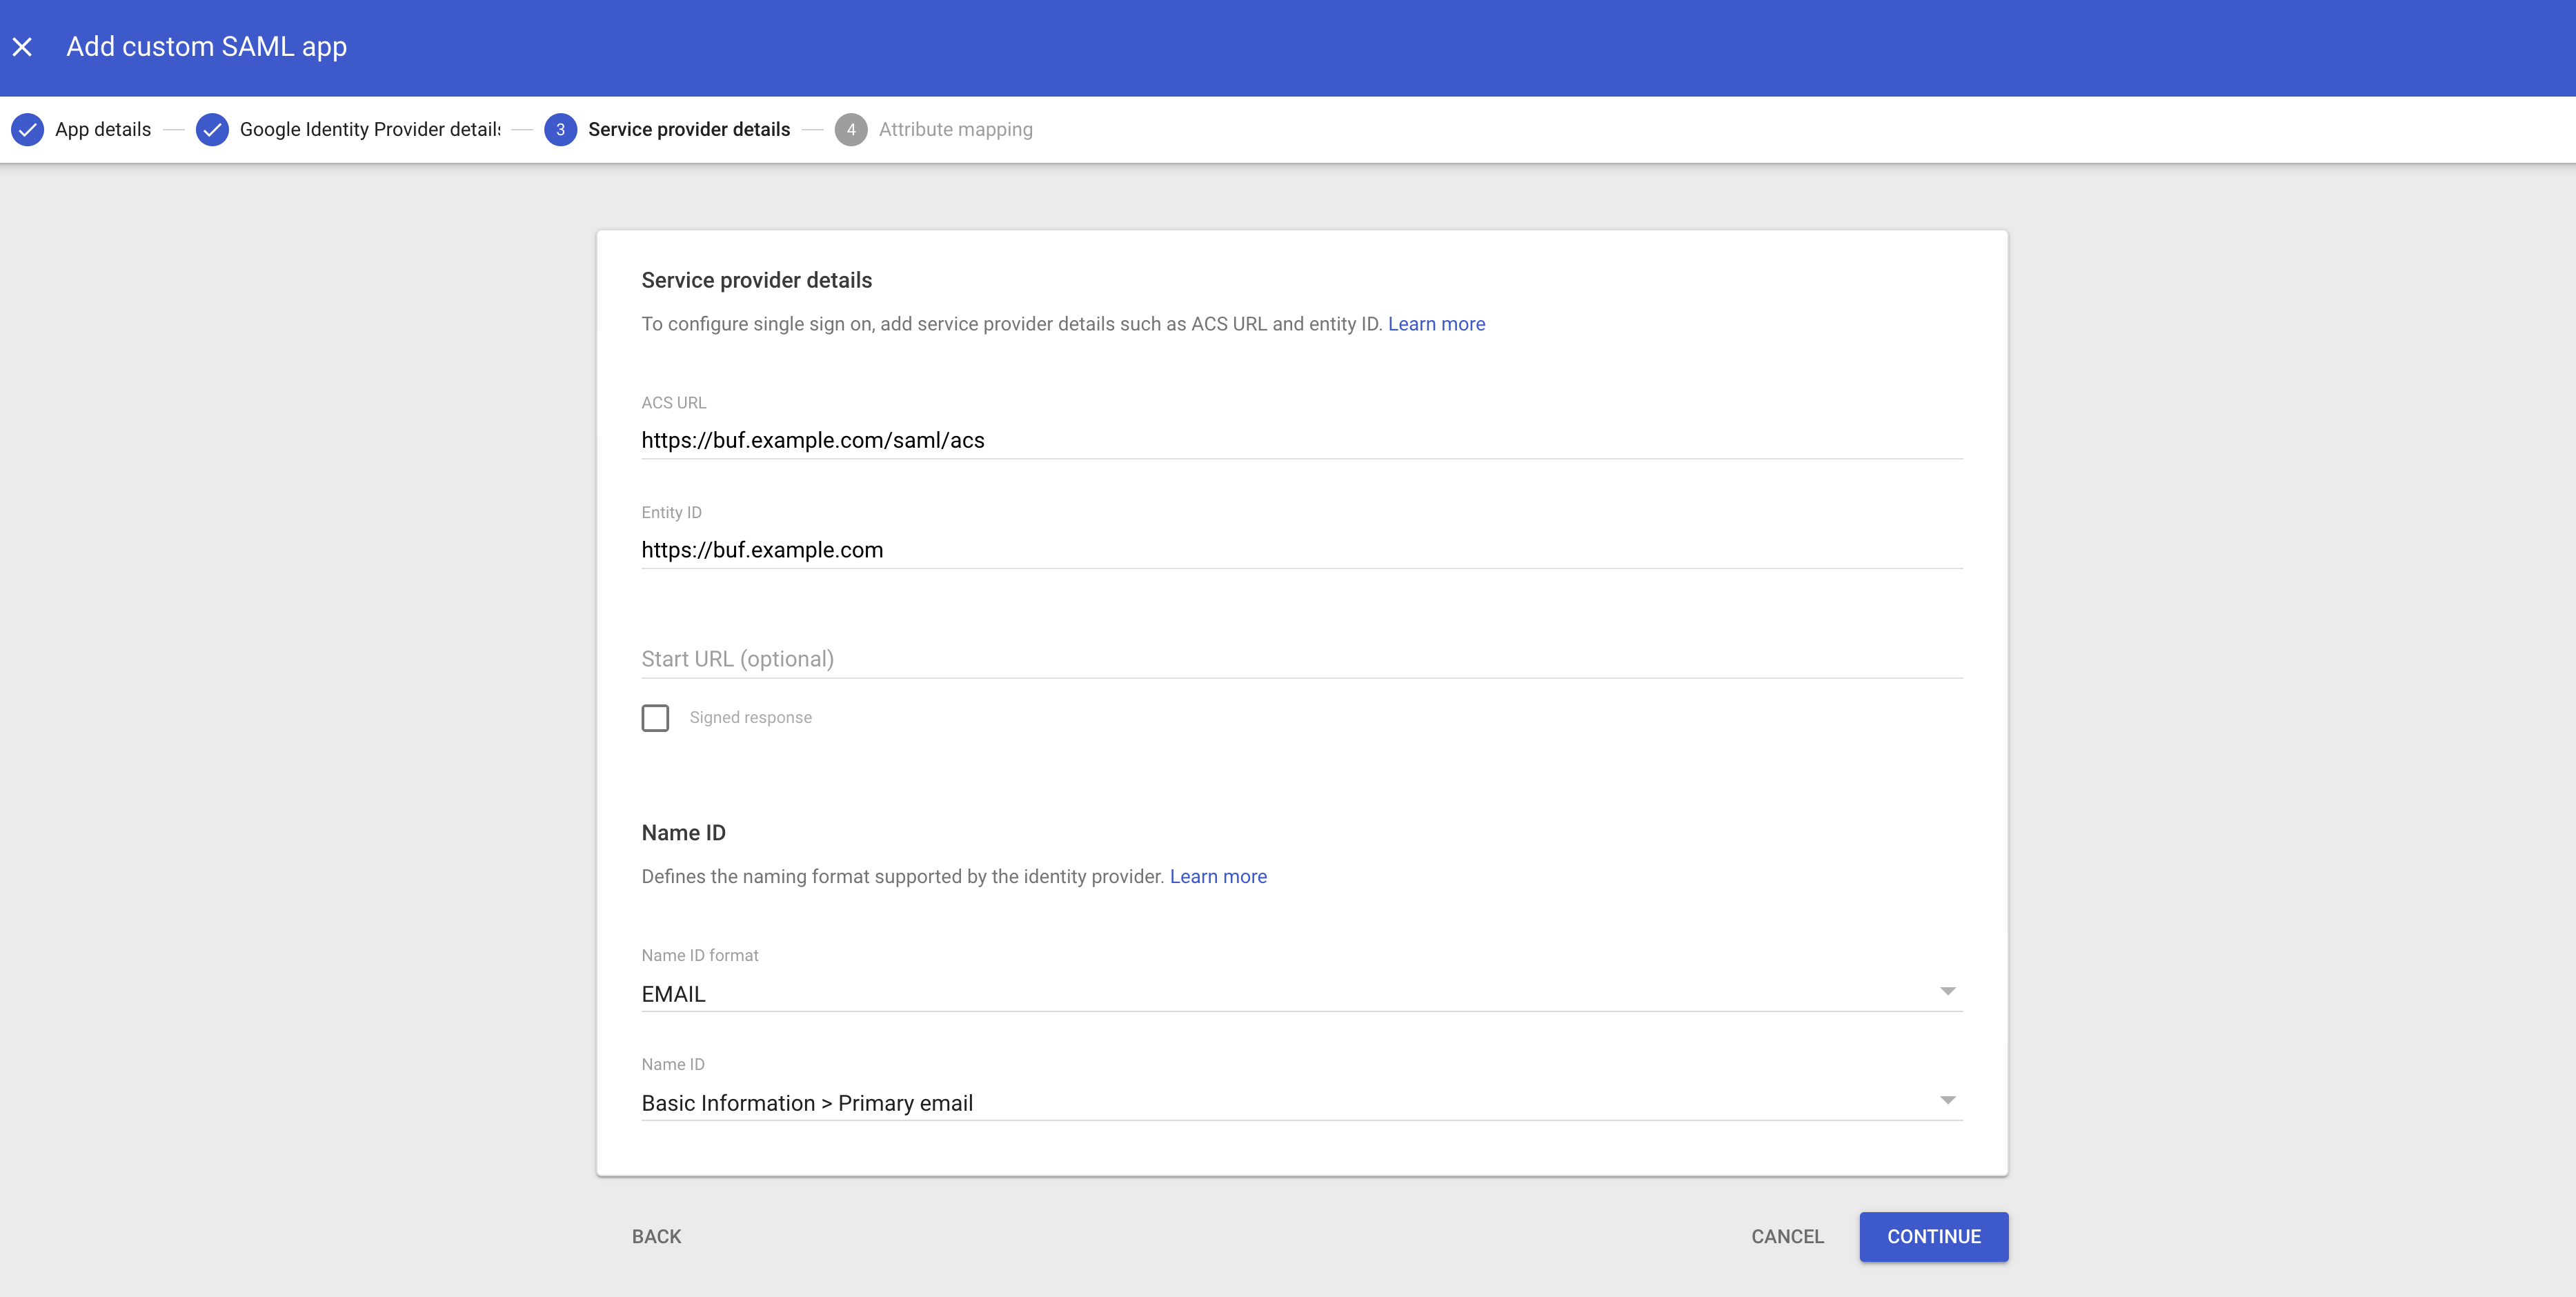 Add custom SAML app
App details
Google Identity Provider details
3 Service provider details
4 Attribute mapping
Service provider details
To configure single sign on, add service provider details such as ACS URL and entity ID. Learn more
ACS URL
https://buf.example.com/saml/acs
Entity ID
https://buf.example.com
Start URL (optional)
Signed response
Name ID
Defines the naming format supported by the identity provider. Learn more
Name ID format
EMAIL
Name ID
Basic Information > Primary email
BACK
CANCEL
CONTINUE